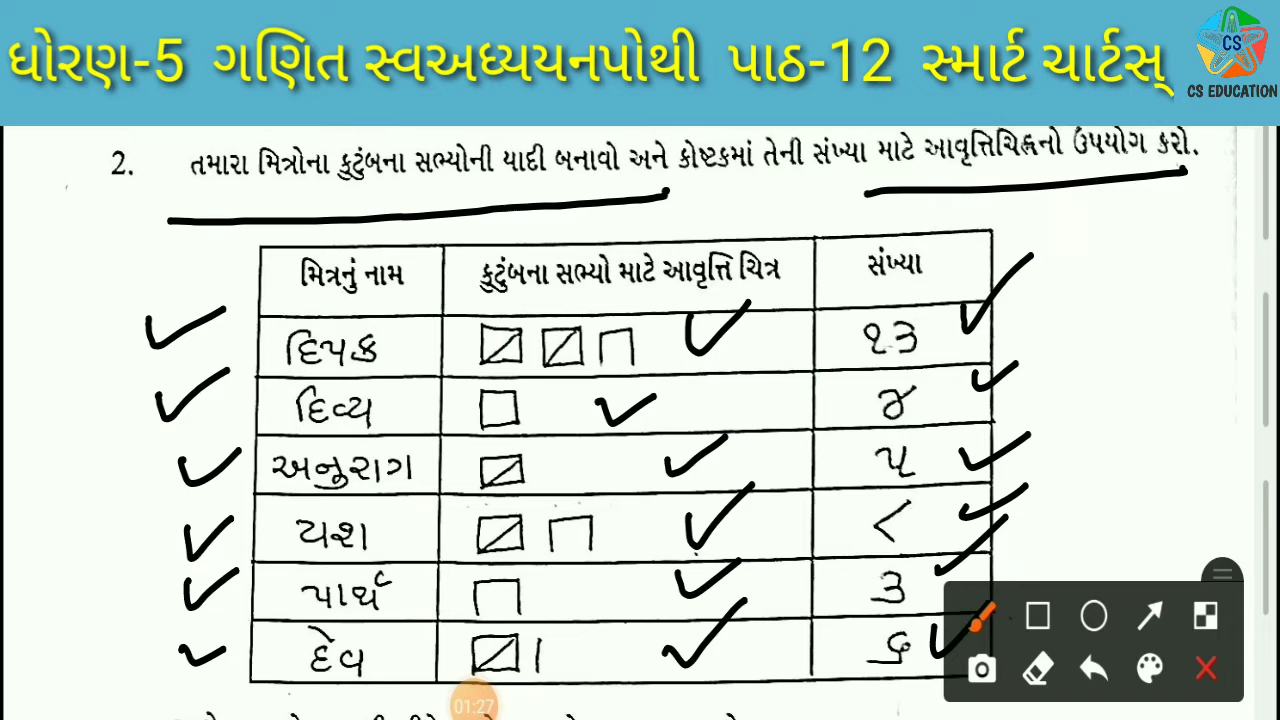 ધોરણ-5 ગણિત સ્વઅધ્યયનપોથી પાઠ-12 સ્માર્ટ ચાર્ટસ્
CS
CS EDUCATION
2. તમારા મિત્રોના કુટુંબના સભ્યોની યાદી બનાવો અને કોષ્ટકમાં તેની સંખ્યા માટે આવૃત્તિચિહ્નનો ઉપયોગ કરો.
મિત્રનું નામ કુટુંબના સભ્યો માટે આવૃત્તિ ચિત્ર સંખ્યા
દિપક ૧૩
દિવ્ય ૪
અનુરાગ ૫
યશ ૮
પાર્થ ૩
દેવ ૬
01:27